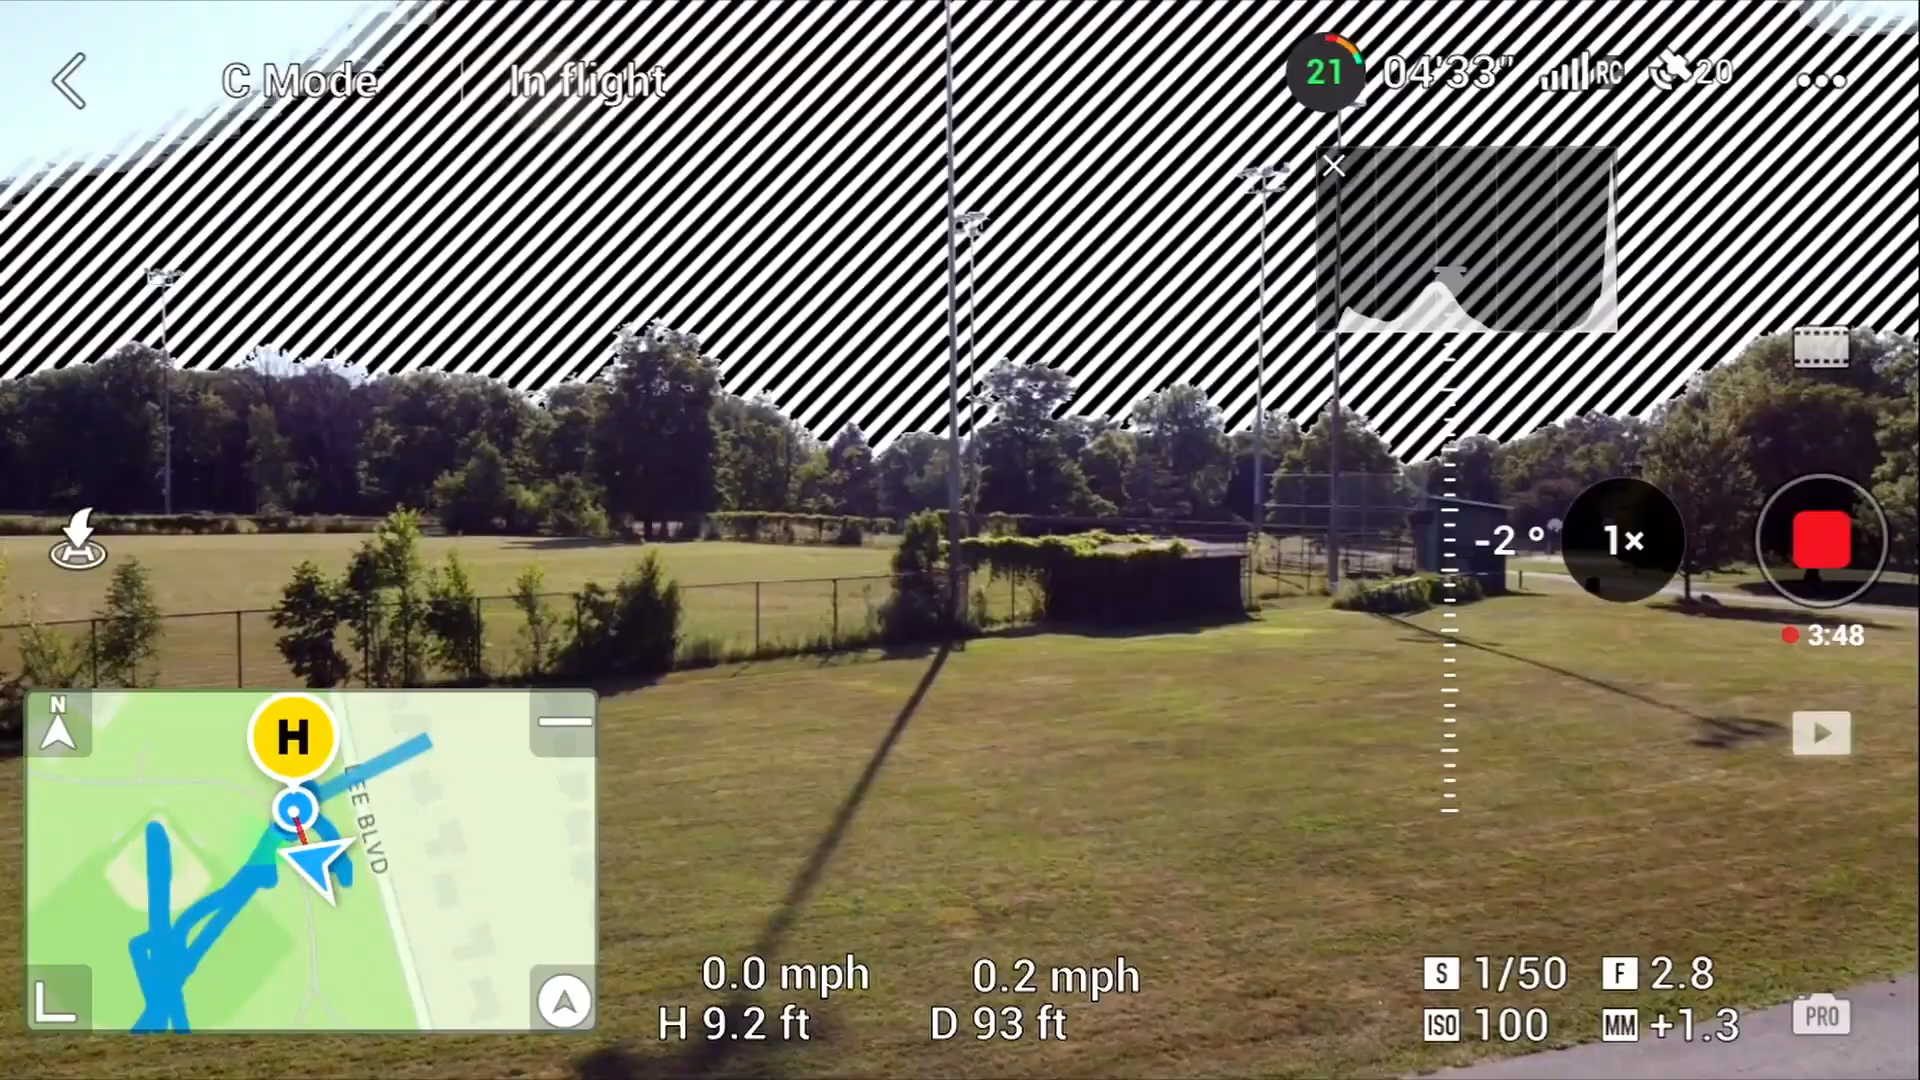 C Mode
In flight
21
04'33"
RC
20
-2 °
1×
3:48
N
H
LEE BLVD
0.0 mph
0.2 mph
H 9.2 ft
D 93 ft
S 1/50
F 2.8
ISO 100
MM +1.3
PRO